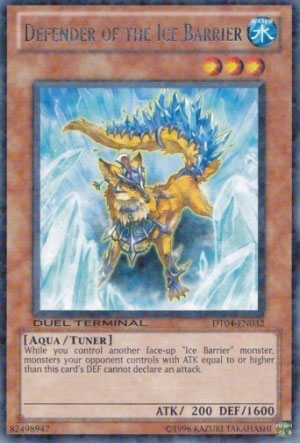 DEFENDER OF THE ICE BARRIER
WATER
水
DUEL TERMINAL DT04-EN032
[AQUA / TUNER]
While you control another face-up "Ice Barrier" monster,
monsters your opponent controls with ATK equal to or higher
than this card's DEF cannot declare an attack.
ATK/ 200 DEF/1600
82498947 ©1996 KAZUKI TAKAHASHI